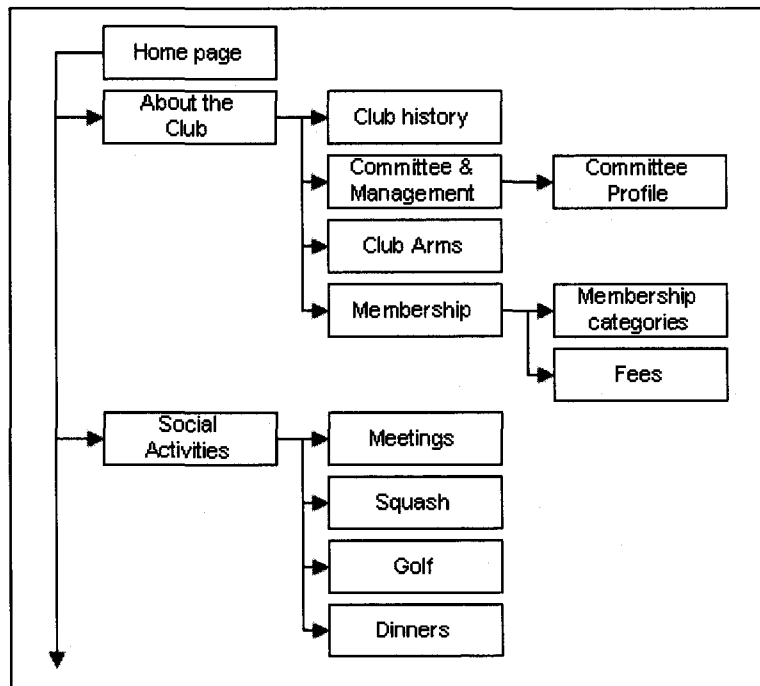 Home page
About the
Club
Club history
Committee &
Management
Committee
Profile
Club Arms
Membership
Membership
categories
Fees
Social
Activities
Meetings
Squash
Golf
Dinners